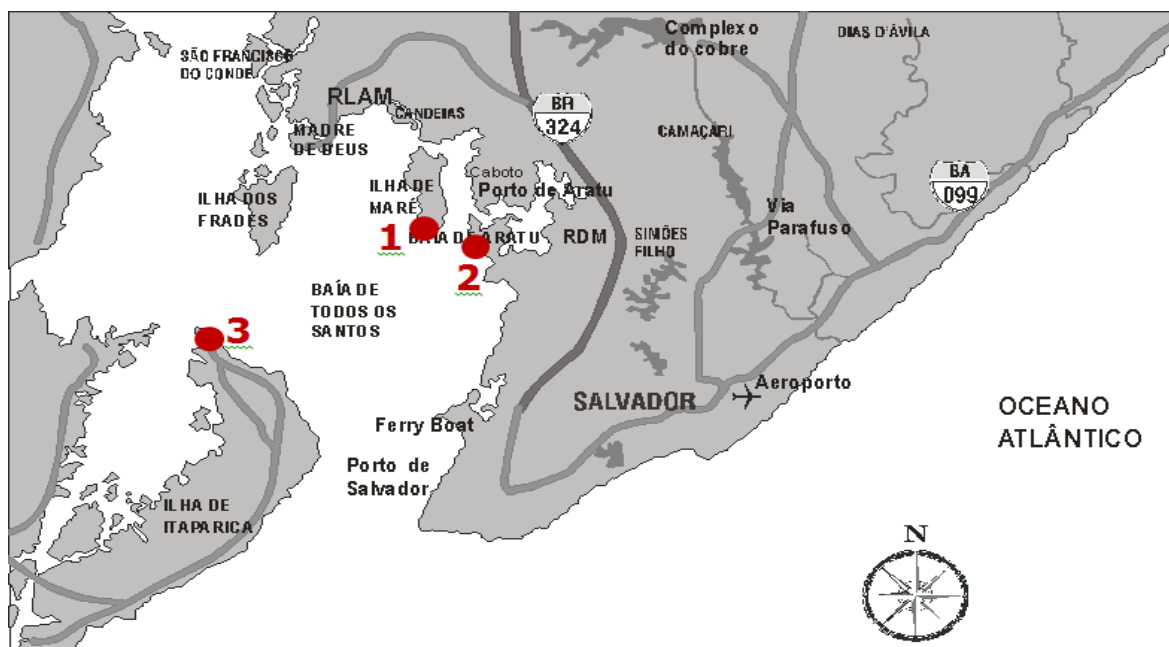 SÃO FRANCISCO
DO CONDE
RLAM
CANDEIAS
MADRE
DE BEUS
ILHA DOS
FRADES
ILHA DE
MARÉ
Caboto
Porto de Aratu
BAÍA DE ARATU
1
2
3
BAÍA DE
TODOS OS
SANTOS
Ferry Boat
Porto de
Salvador
ILHA DE
ITAPARICA
BR
324
RDM
SIMÕES
FILHO
SALVADOR
Complexo
do cobre
DIAS D'ÁVILA
CAMAÇARI
Via
Parafuso
BA
099
Aeroporto
OCEANO
ATLÂNTICO
N